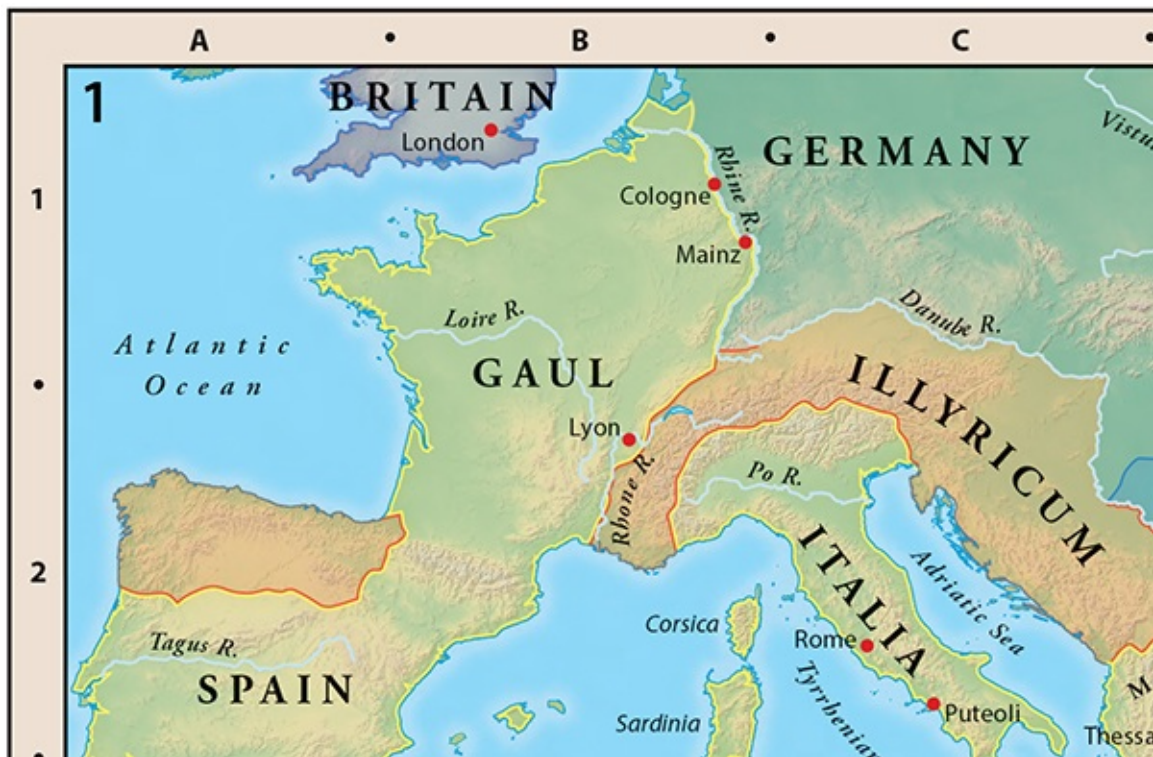 A • B • C •
1
BRITAIN
London
Vistu
GERMANY
1
Rhine R.
Cologne
Mainz
Loire R.
Danube R.
Atlantic
Ocean
GAUL
ILLYRICUM
•
Lyon
Rhone R.
Po R.
2
ITALIA
Adriatic Sea
Corsica
Rome
Tagus R.
SPAIN
Tyrrhenian
M
Sardinia
Puteoli
Thessa